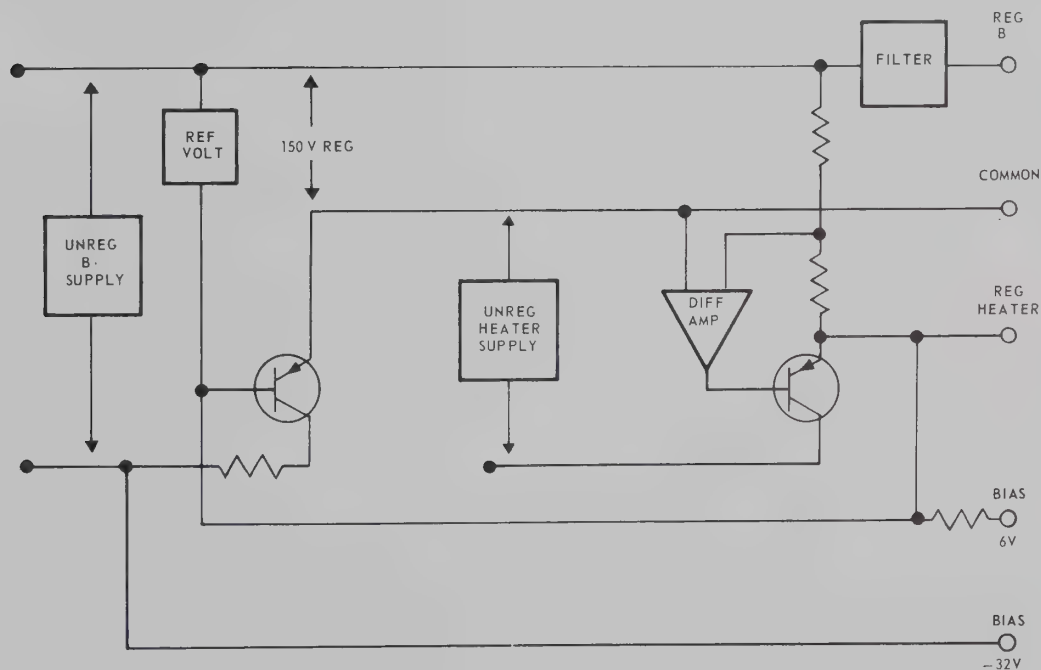 REG
B
FILTER
REF
VOLT
150 V REG
COMMON
UNREG
B-
SUPPLY
UNREG
HEATER
SUPPLY
DIFF
AMP
REG
HEATER
BIAS
6V
BIAS
-32V